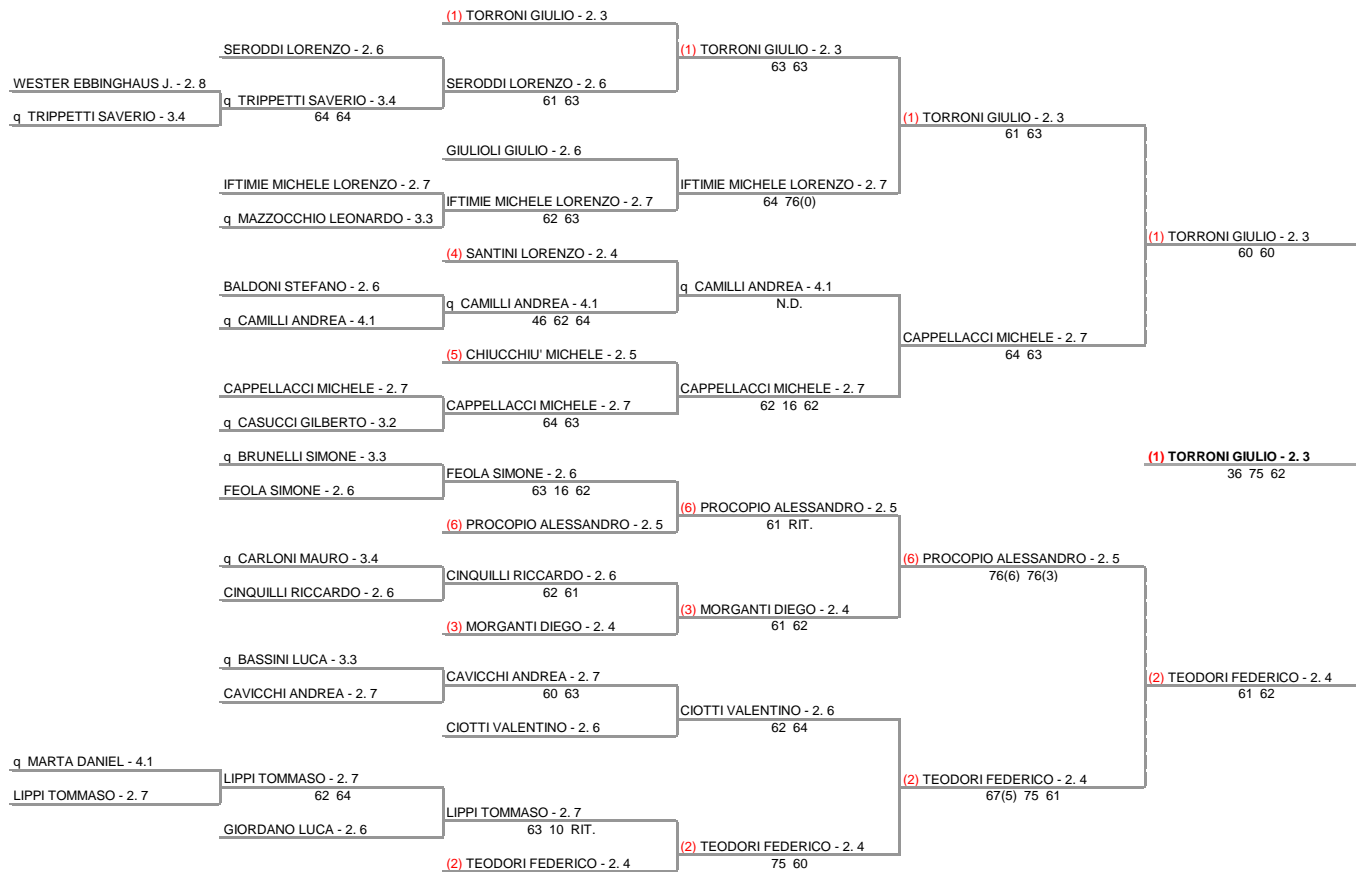 (1) TORRONI GIULIO - 2. 3
SERODDI LORENZO - 2. 6
(1) TORRONI GIULIO - 2. 3
63 63
WESTER EBBINGHAUS J. - 2. 8
SERODDI LORENZO - 2. 6
61 63
q TRIPPETTI SAVERIO - 3.4
64 64
q TRIPPETTI SAVERIO - 3.4
(1) TORRONI GIULIO - 2. 3
61 63
GIULIOLI GIULIO - 2. 6
IFTIMIE MICHELE LORENZO - 2. 7
IFTIMIE MICHELE LORENZO - 2. 7
64 76(0)
IFTIMIE MICHELE LORENZO - 2. 7
62 63
q MAZZOCCHIO LEONARDO - 3.3
(1) TORRONI GIULIO - 2. 3
60 60
(4) SANTINI LORENZO - 2. 4
BALDONI STEFANO - 2. 6
q CAMILLI ANDREA - 4.1
N.D.
q CAMILLI ANDREA - 4.1
46 62 64
q CAMILLI ANDREA - 4.1
CAPPELLACCI MICHELE - 2. 7
64 63
(5) CHIUCCHIU' MICHELE - 2. 5
CAPPELLACCI MICHELE - 2. 7
CAPPELLACCI MICHELE - 2. 7
62 16 62
CAPPELLACCI MICHELE - 2. 7
64 63
q CASUCCI GILBERTO - 3.2
q BRUNELLI SIMONE - 3.3
(1) TORRONI GIULIO - 2. 3
36 75 62
FEOLA SIMONE - 2. 6
63 16 62
FEOLA SIMONE - 2. 6
(6) PROCOPIO ALESSANDRO - 2. 5
61 RIT.
(6) PROCOPIO ALESSANDRO - 2. 5
q CARLONI MAURO - 3.4
(6) PROCOPIO ALESSANDRO - 2. 5
76(6) 76(3)
CINQUILLI RICCARDO - 2. 6
62 61
CINQUILLI RICCARDO - 2. 6
(3) MORGANTI DIEGO - 2. 4
61 62
(3) MORGANTI DIEGO - 2. 4
q BASSINI LUCA - 3.3
CAVICCHI ANDREA - 2. 7
60 63
(2) TEODORI FEDERICO - 2. 4
61 62
CAVICCHI ANDREA - 2. 7
CIOTTI VALENTINO - 2. 6
62 64
CIOTTI VALENTINO - 2. 6
q MARTA DANIEL - 4.1
LIPPI TOMMASO - 2. 7
62 64
(2) TEODORI FEDERICO - 2. 4
67(5) 75 61
LIPPI TOMMASO - 2. 7
LIPPI TOMMASO - 2. 7
63 10 RIT.
GIORDANO LUCA - 2. 6
(2) TEODORI FEDERICO - 2. 4
75 60
(2) TEODORI FEDERICO - 2. 4